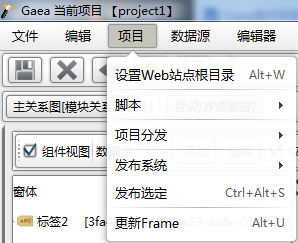 Gaea 当前项目 【project1】
文件 编辑 项目 数据源 编辑器
设置Web站点根目录 Alt+W
主关系图[模块关系
脚本
项目分发
组件视图
发布系统
窗体
发布选定 Ctrl+Alt+S
标签2 [3fa
更新Frame Alt+U